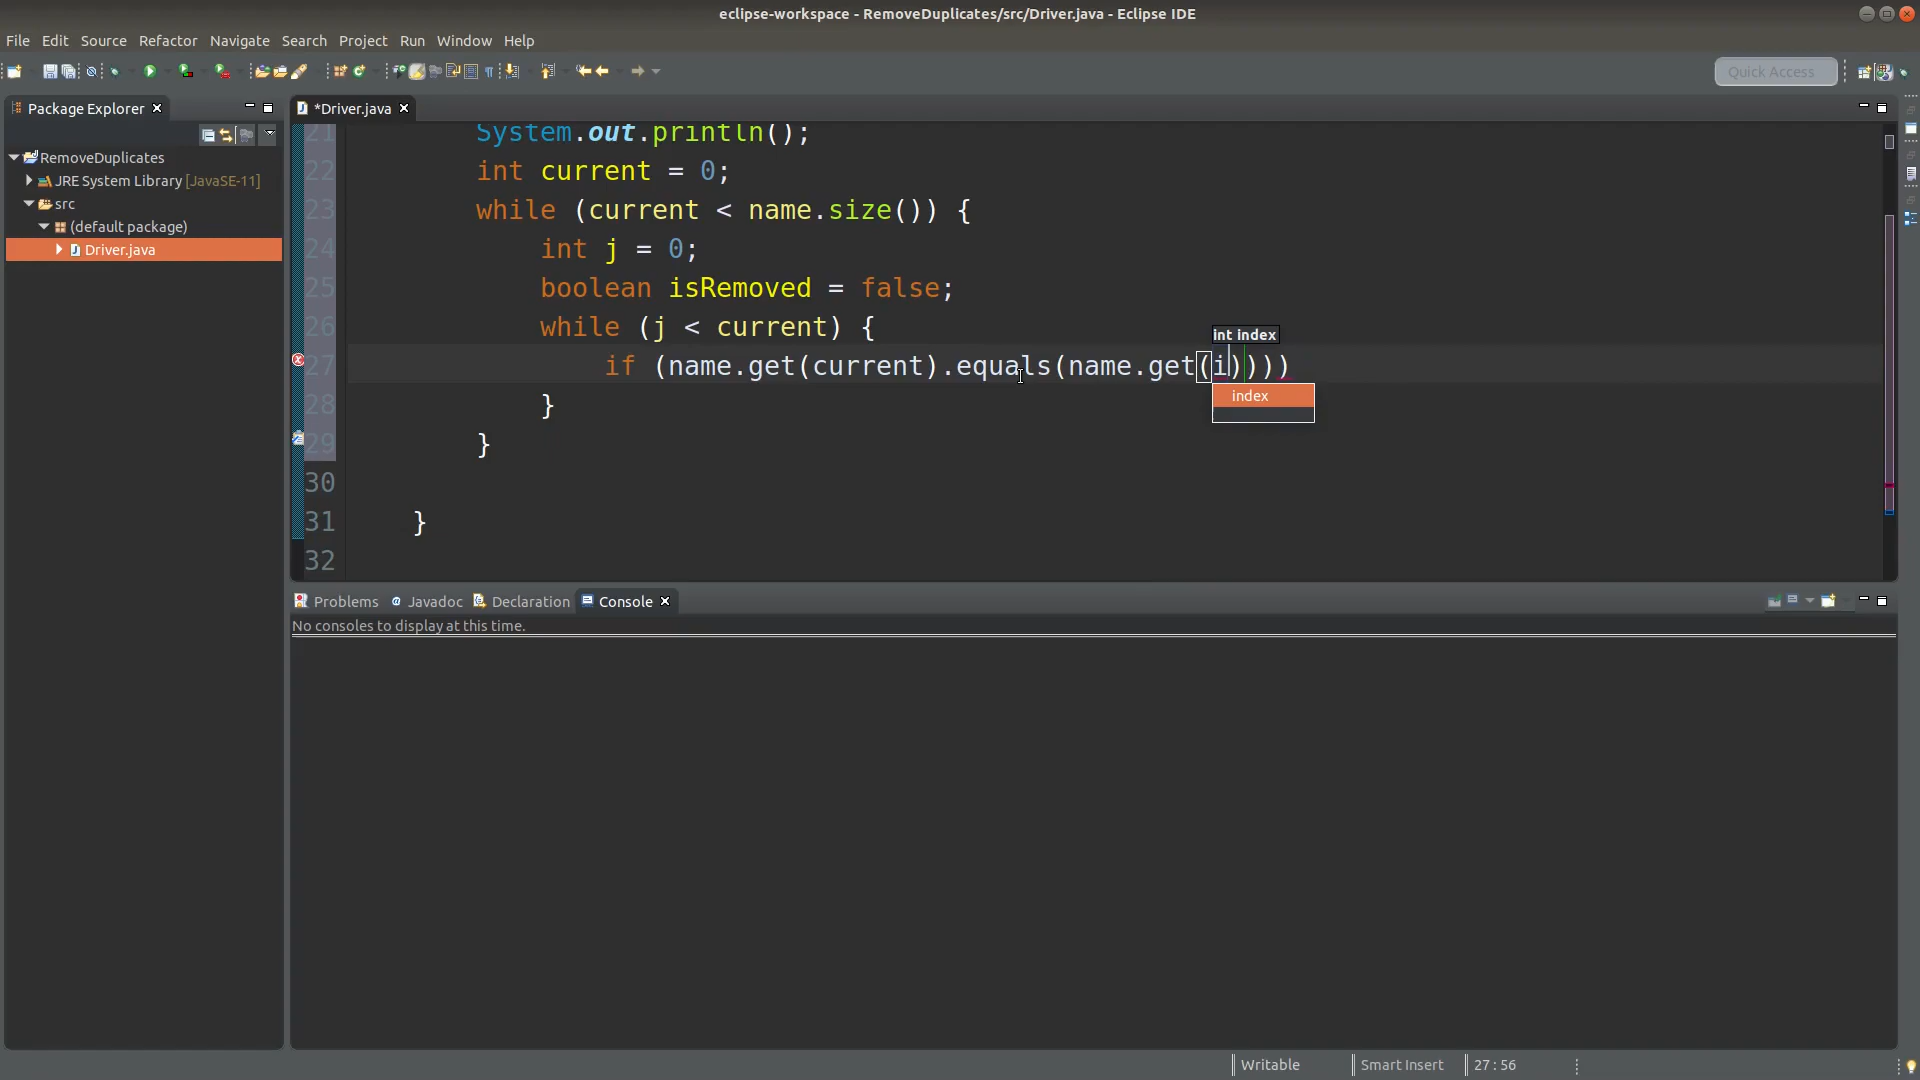 eclipse-workspace - RemoveDuplicates/src/Driver.java - Eclipse IDE
File Edit Source Refactor Navigate Search Project Run Window Help
Quick Access
Package Explorer
*Driver.java
RemoveDuplicates
JRE System Library [JavaSE-11]
src
(default package)
Driver.java
21 System.out.println();
22 int current = 0;
23 while (current < name.size()) {
24 int j = 0;
25 boolean isRemoved = false;
26 while (j < current) {
int index
27 if (name.get(current).equals(name.get(i))))
index
28 }
29 }
30
31 }
32
Problems Javadoc Declaration Console
No consoles to display at this time.
Writable Smart Insert 27 : 56